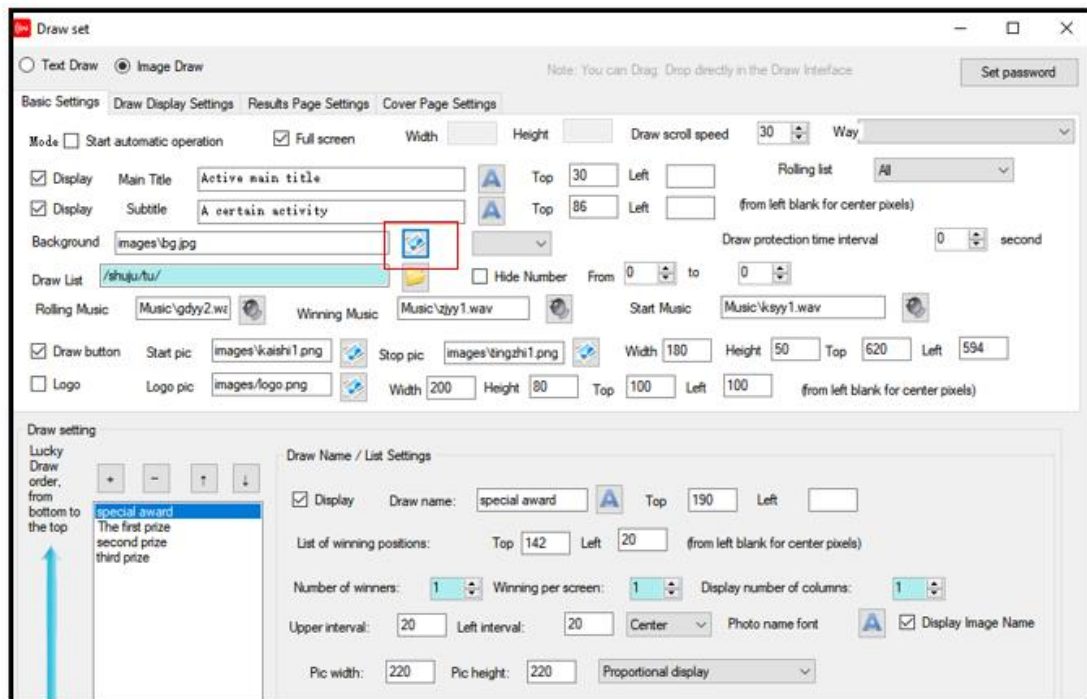 Draw set
Text Draw Image Draw Note: You can Drag. Drop directly in the Draw Interface Set password
Basic Settings Draw Display Settings Results Page Settings Cover Page Settings
Mode Start automatic operation Full screen Width Height Draw scroll speed 30 Way
Display Main Title Active main title A Top 30 Left Rolling list All
Display Subtitle A certain activity A Top 86 Left (from left blank for center pixels)
Background images\bg.jpg Draw protection time interval 0 second
Draw List /shuju/tu/ Hide Number From 0 to 0
Rolling Music Music\gdyy2.wa Winning Music Music\zjyy1.wav Start Music Music\ksyy1.wav
Draw button Start pic images\kaishi1.png Stop pic images\tingzhi1.png Width 180 Height 50 Top 620 Left 594
Logo Logo pic images/logo.png Width 200 Height 80 Top 100 Left 100 (from left blank for center pixels)
Draw setting
Lucky
Draw
order,
from
bottom to
the top
+ - ↑ ↓
special award
The first prize
second prize
third prize
Draw Name / List Settings
Display Draw name: special award A Top 190 Left
List of winning positions: Top 142 Left 20 (from left blank for center pixels)
Number of winners: 1 Winning per screen: 1 Display number of columns: 1
Upper interval: 20 Left interval: 20 Center Photo name font A Display Image Name
Pic width: 220 Pic height: 220 Proportional display